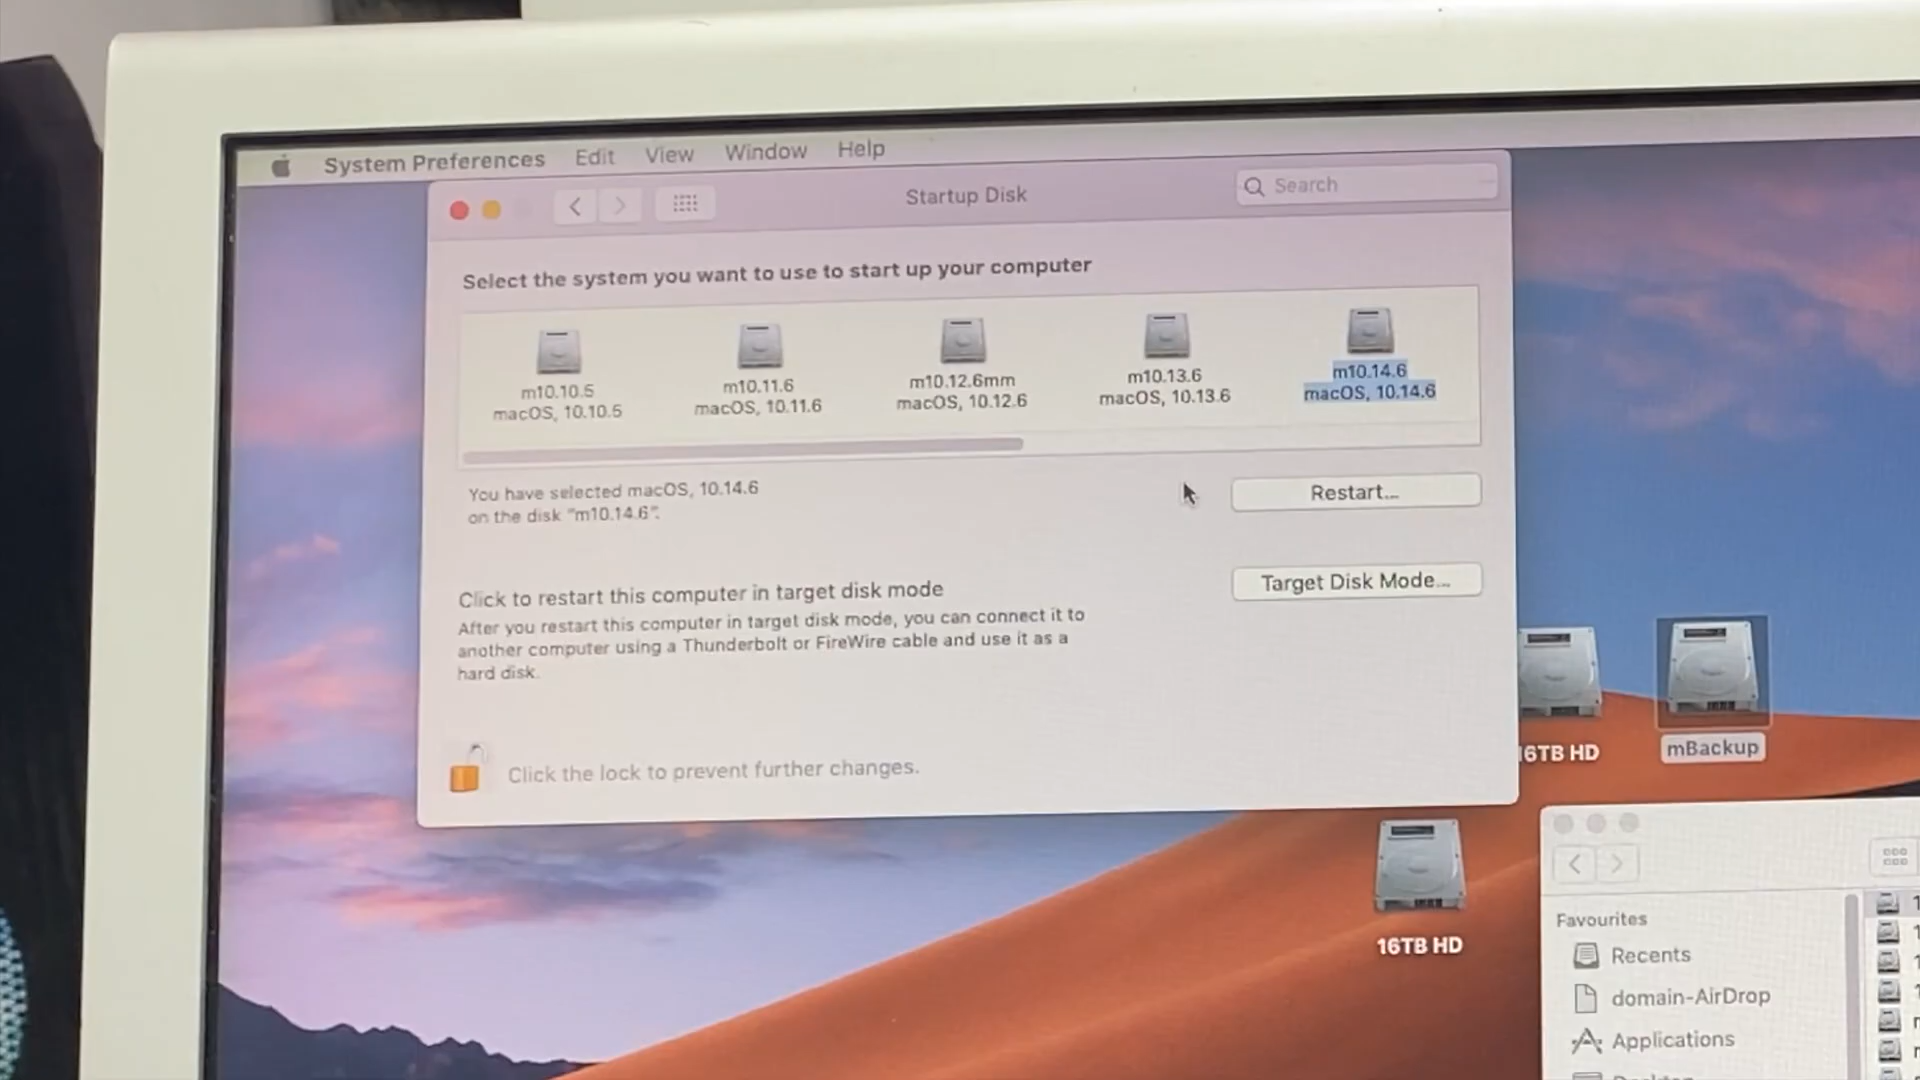 System Preferences Edit View Window Help
Startup Disk
Search
Select the system you want to use to start up your computer
m10.10.5
macOS, 10.10.5
m10.11.6
macOS, 10.11.6
m10.12.6mm
macOS, 10.12.6
m10.13.6
macOS, 10.13.6
m10.14.6
macOS, 10.14.6
You have selected macOS, 10.14.6
on the disk "m10.14.6".
Restart...
Click to restart this computer in target disk mode
After you restart this computer in target disk mode, you can connect it to
another computer using a Thunderbolt or FireWire cable and use it as a
hard disk.
Target Disk Mode...
Click the lock to prevent further changes.
16TB HD
mBackup
16TB HD
Favourites
Recents
domain-AirDrop
Applications